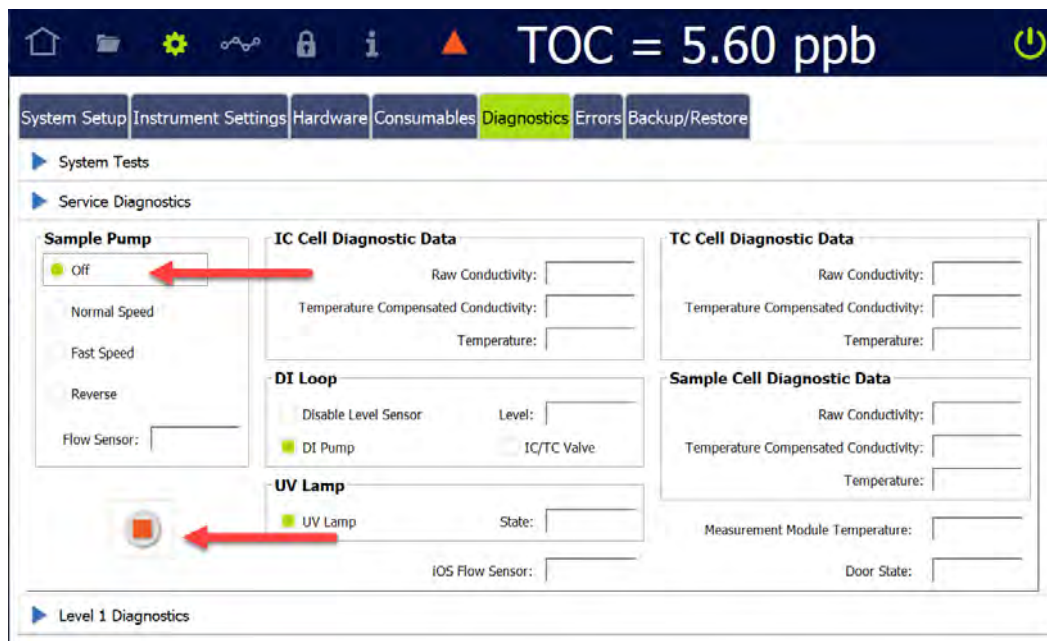 TOC = 5.60 ppb
System Setup Instrument Settings Hardware Consumables Diagnostics Errors Backup/Restore
System Tests
Service Diagnostics
Sample Pump
Off
Normal Speed
Fast Speed
Reverse
Flow Sensor:
IC Cell Diagnostic Data
Raw Conductivity:
Temperature Compensated Conductivity:
Temperature:
DI Loop
Disable Level Sensor Level:
DI Pump IC/TC Valve
UV Lamp
UV Lamp State:
iOS Flow Sensor:
TC Cell Diagnostic Data
Raw Conductivity:
Temperature Compensated Conductivity:
Temperature:
Sample Cell Diagnostic Data
Raw Conductivity:
Temperature Compensated Conductivity:
Temperature:
Measurement Module Temperature:
Door State:
Level 1 Diagnostics